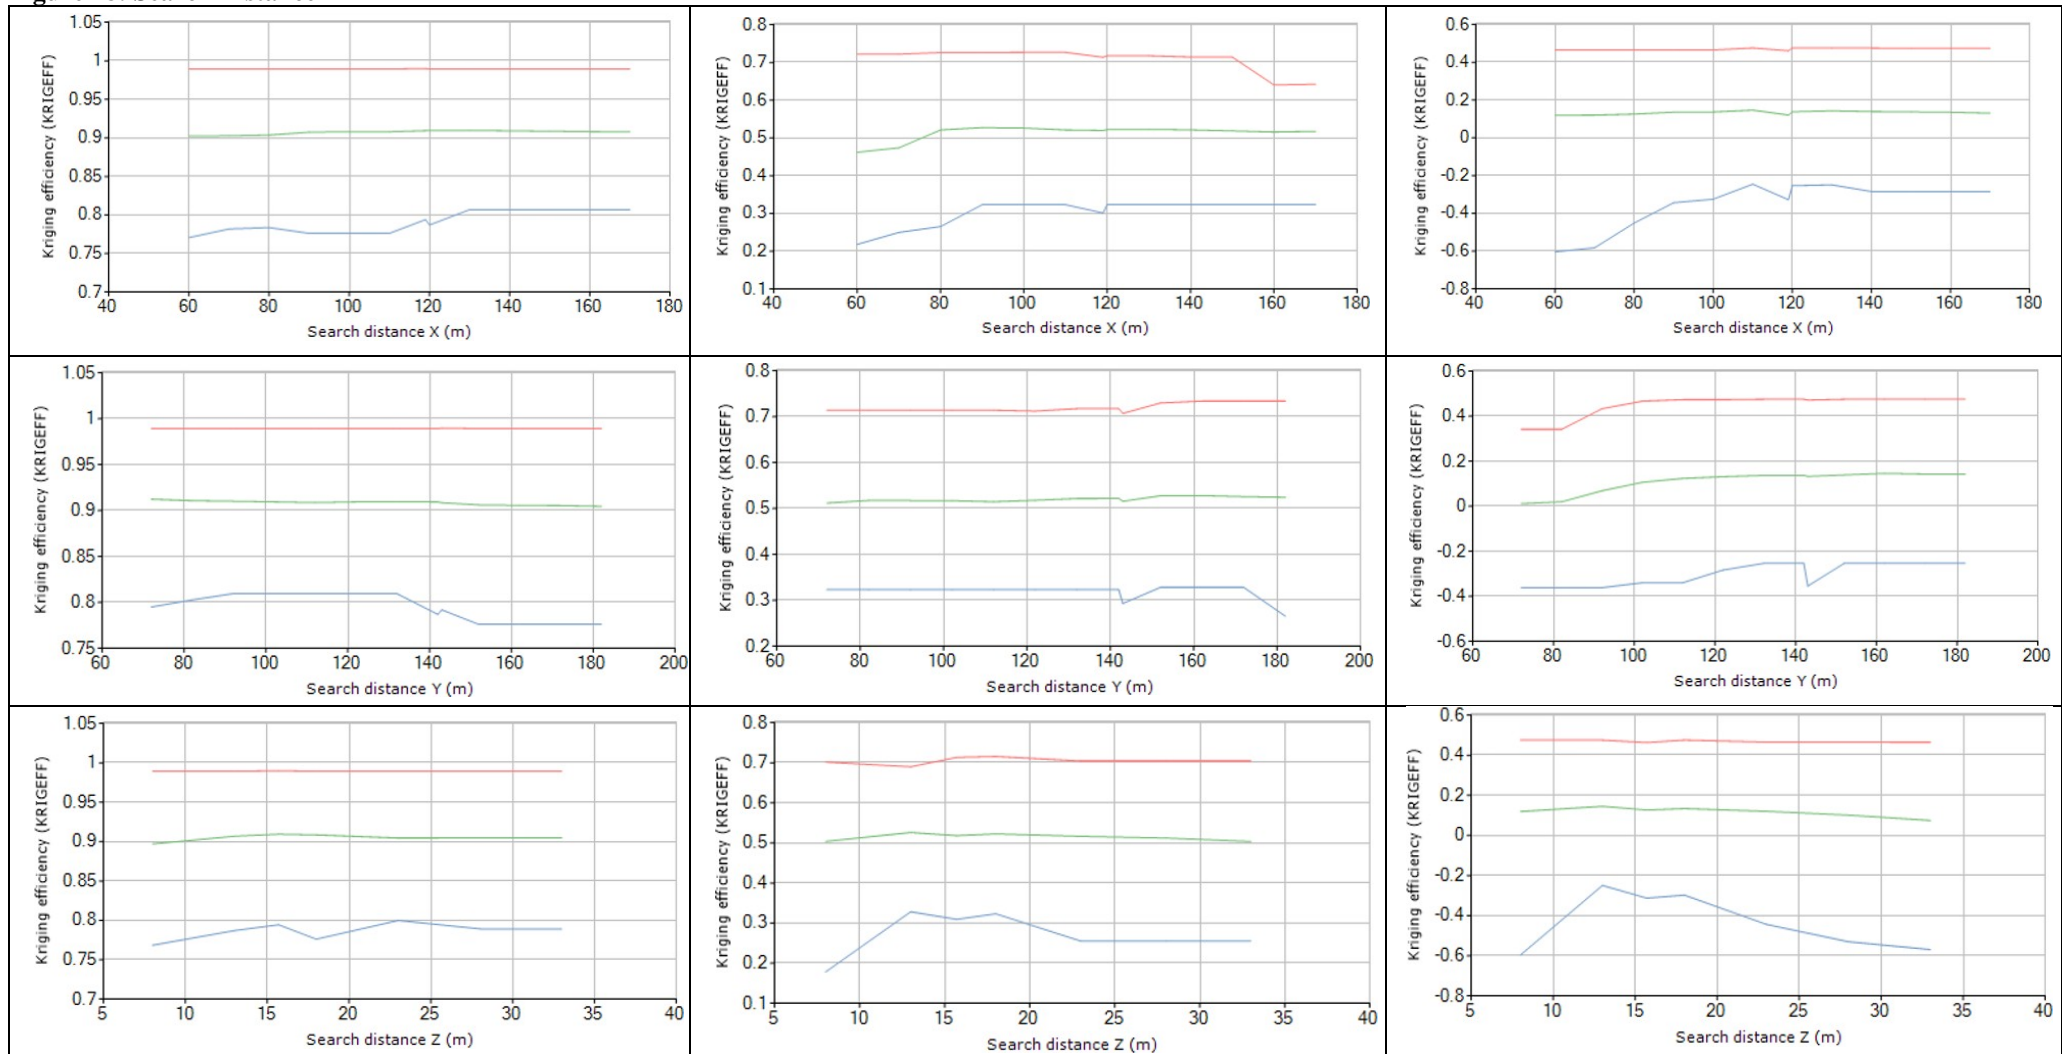 1.05
1
0.95
0.9
0.85
0.8
0.75
0.7
40 60 80 100 120 140 160 180
Kriging efficiency (KRIGEFF)
Search distance X (m)
0.8
0.7
0.6
0.5
0.4
0.3
0.2
0.1
40 60 80 100 120 140 160 180
Kriging efficiency (KRIGEFF)
Search distance X (m)
0.6
0.4
0.2
0
-0.2
-0.4
-0.6
-0.8
40 60 80 100 120 140 160 180
Kriging efficiency (KRIGEFF)
Search distance X (m)
1.05
1
0.95
0.9
0.85
0.8
0.75
60 80 100 120 140 160 180 200
Kriging efficiency (KRIGEFF)
Search distance Y (m)
0.8
0.7
0.6
0.5
0.4
0.3
0.2
60 80 100 120 140 160 180 200
Kriging efficiency (KRIGEFF)
Search distance Y (m)
0.6
0.4
0.2
0
-0.2
-0.4
-0.6
60 80 100 120 140 160 180 200
Kriging efficiency (KRIGEFF)
Search distance Y (m)
1.05
1
0.95
0.9
0.85
0.8
0.75
0.7
5 10 15 20 25 30 35 40
Kriging efficiency (KRIGEFF)
Search distance Z (m)
0.8
0.7
0.6
0.5
0.4
0.3
0.2
0.1
5 10 15 20 25 30 35 40
Kriging efficiency (KRIGEFF)
Search distance Z (m)
0.6
0.4
0.2
0
-0.2
-0.4
-0.6
-0.8
5 10 15 20 25 30 35 40
Kriging efficiency (KRIGEFF)
Search distance Z (m)